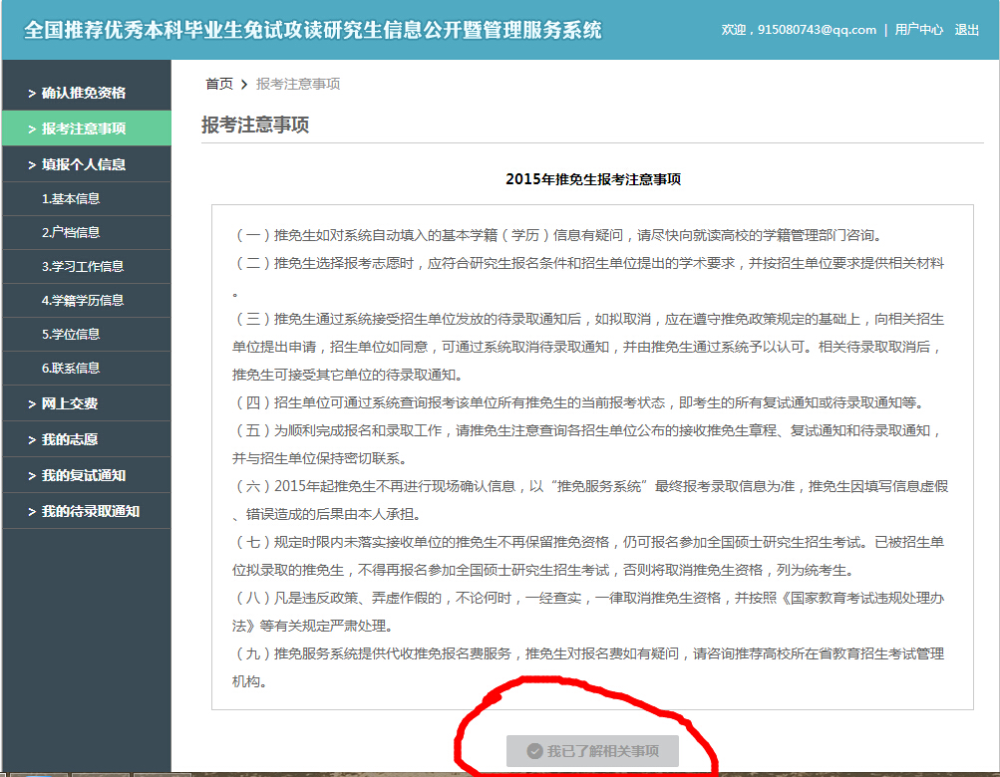 全国推荐优秀本科毕业生免试攻读研究生信息公开暨管理服务系统
欢迎，915080743@qq.com | 用户中心 退出
> 确认推免资格
> 报考注意事项
> 填报个人信息
1.基本信息
2.户档信息
3.学习工作信息
4.学籍学历信息
5.学位信息
6.联系信息
> 网上交费
> 我的志愿
> 我的复试通知
> 我的待录取通知
首页 > 报考注意事项
报考注意事项
2015年推免生报考注意事项
（一）推免生如对系统自动填入的基本学籍（学历）信息有疑问，请尽快向就读高校的学籍管理部门咨询。
（二）推免生选择报考志愿时，应符合研究生报名条件和招生单位提出的学术要求，并按招生单位要求提供相关材料
。
（三）推免生通过系统接受招生单位发放的待录取通知后，如拟取消，应在遵守推免政策规定的基础上，向相关招生
单位提出申请，招生单位如同意，可通过系统取消待录取通知，并由推免生通过系统予以认可。相关待录取取消后，
推免生可接受其它单位的待录取通知。
（四）招生单位可通过系统查询报考该单位所有推免生的当前报考状态，即考生的所有复试通知或待录取通知等。
（五）为顺利完成报名和录取工作，请推免生注意查询各招生单位公布的接收推免生章程、复试通知和待录取通知，
并与招生单位保持密切联系。
（六）2015年起推免生不再进行现场确认信息，以“推免服务系统”最终报考录取信息为准，推免生因填写信息虚假
、错误造成的后果由本人承担。
（七）规定时限内未落实接收单位的推免生不再保留推免资格，仍可报名参加全国硕士研究生招生考试。已被招生单
位拟录取的推免生，不得再报名参加全国硕士研究生招生考试，否则将取消推免生资格，列为统考生。
（八）凡是违反政策、弄虚作假的，不论何时，一经查实，一律取消推免生资格，并按照《国家教育考试违规处理办
法》等有关规定严肃处理。
（九）推免服务系统提供代收推免报名费服务，推免生对报名费如有疑问，请咨询推荐高校所在省教育招生考试管理
机构。
我已了解相关事项